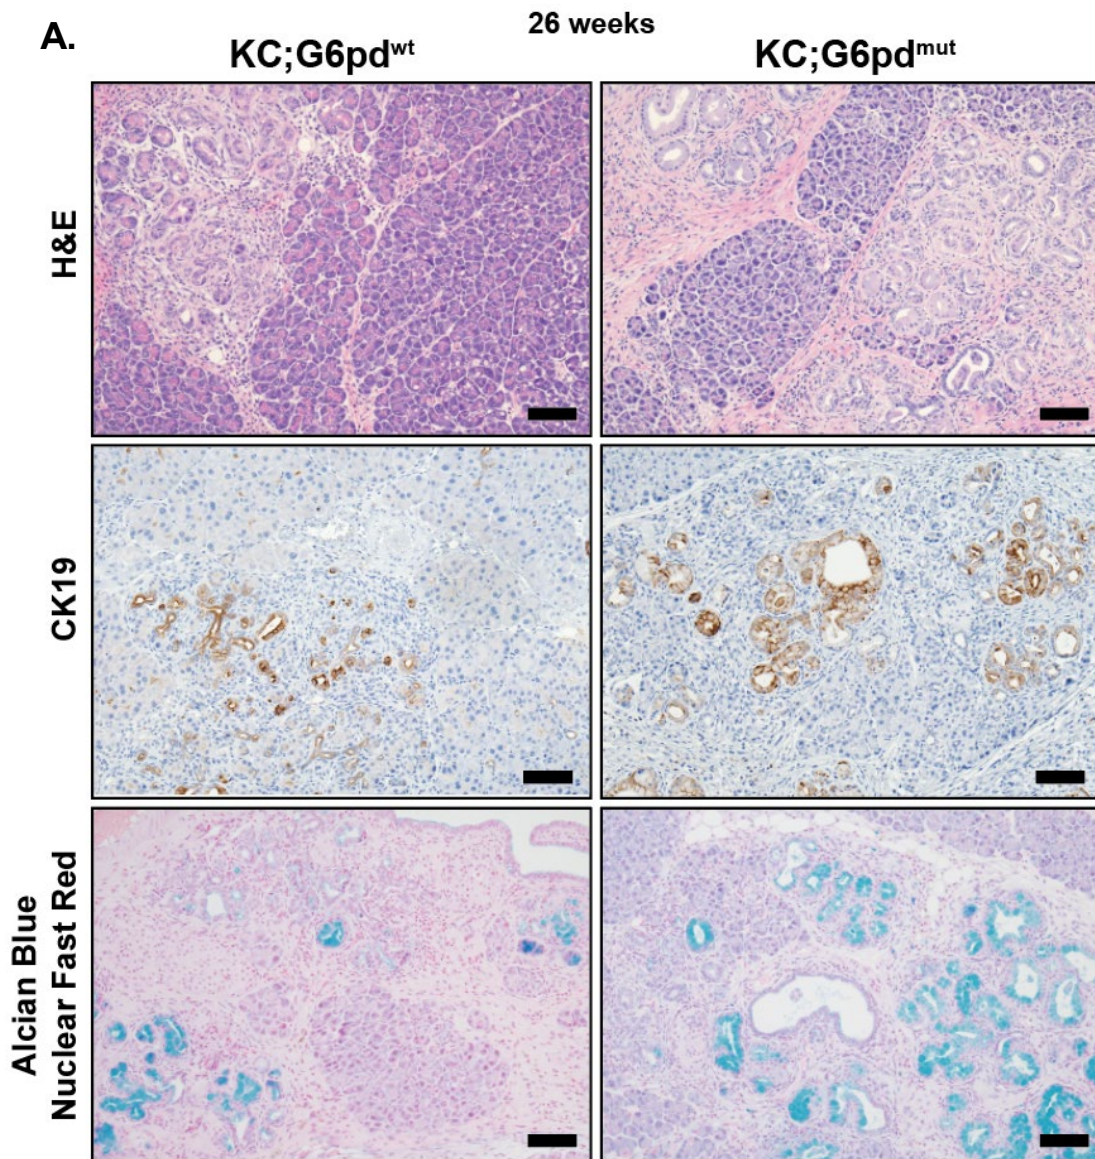 A.
26 weeks
KC;G6pdwt
KC;G6pdmut
H&E
CK19
Alcian Blue
Nuclear Fast Red